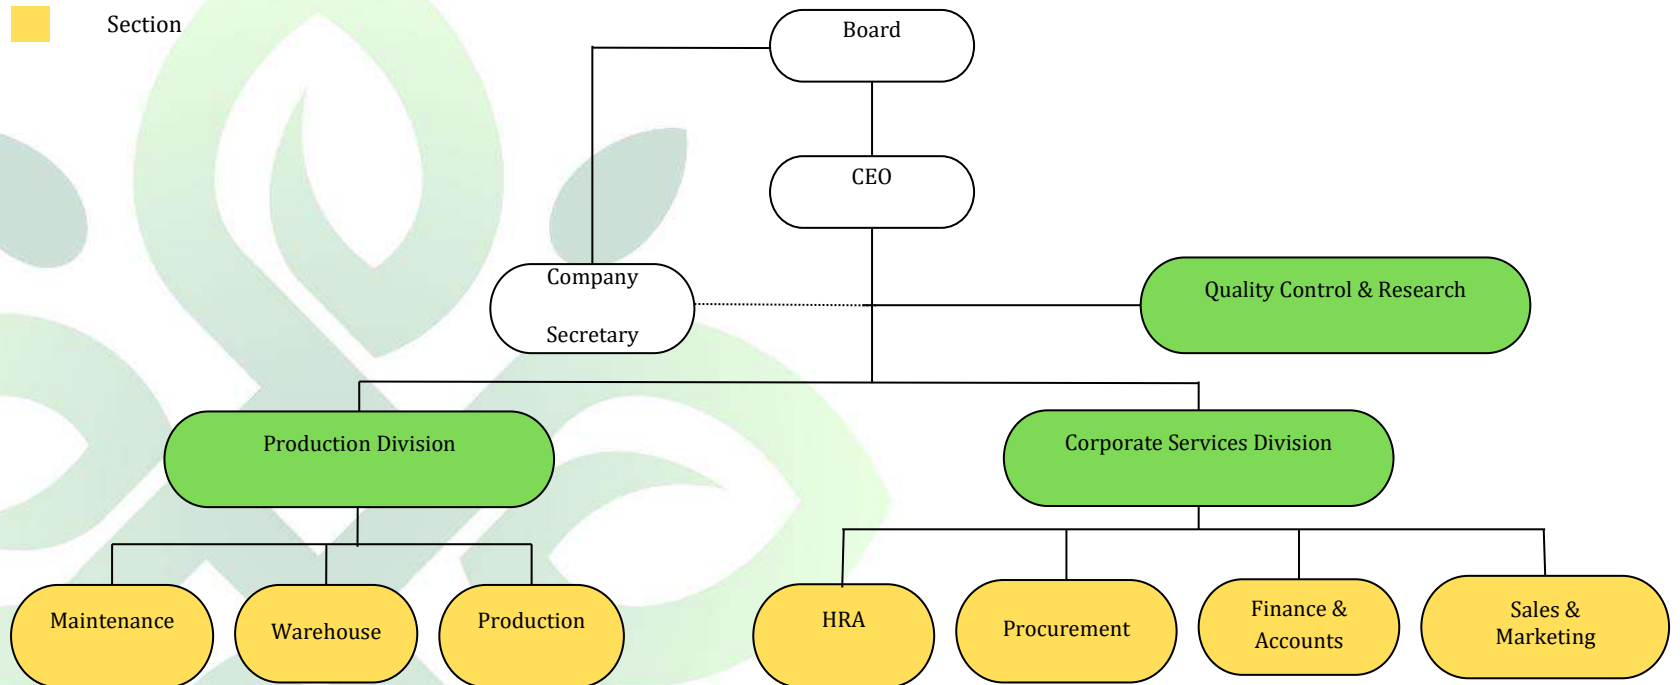 Section
Board
CEO
Company
Secretary
Quality Control & Research
Production Division
Corporate Services Division
Maintenance
Warehouse
Production
HRA
Procurement
Finance &
Accounts
Sales &
Marketing